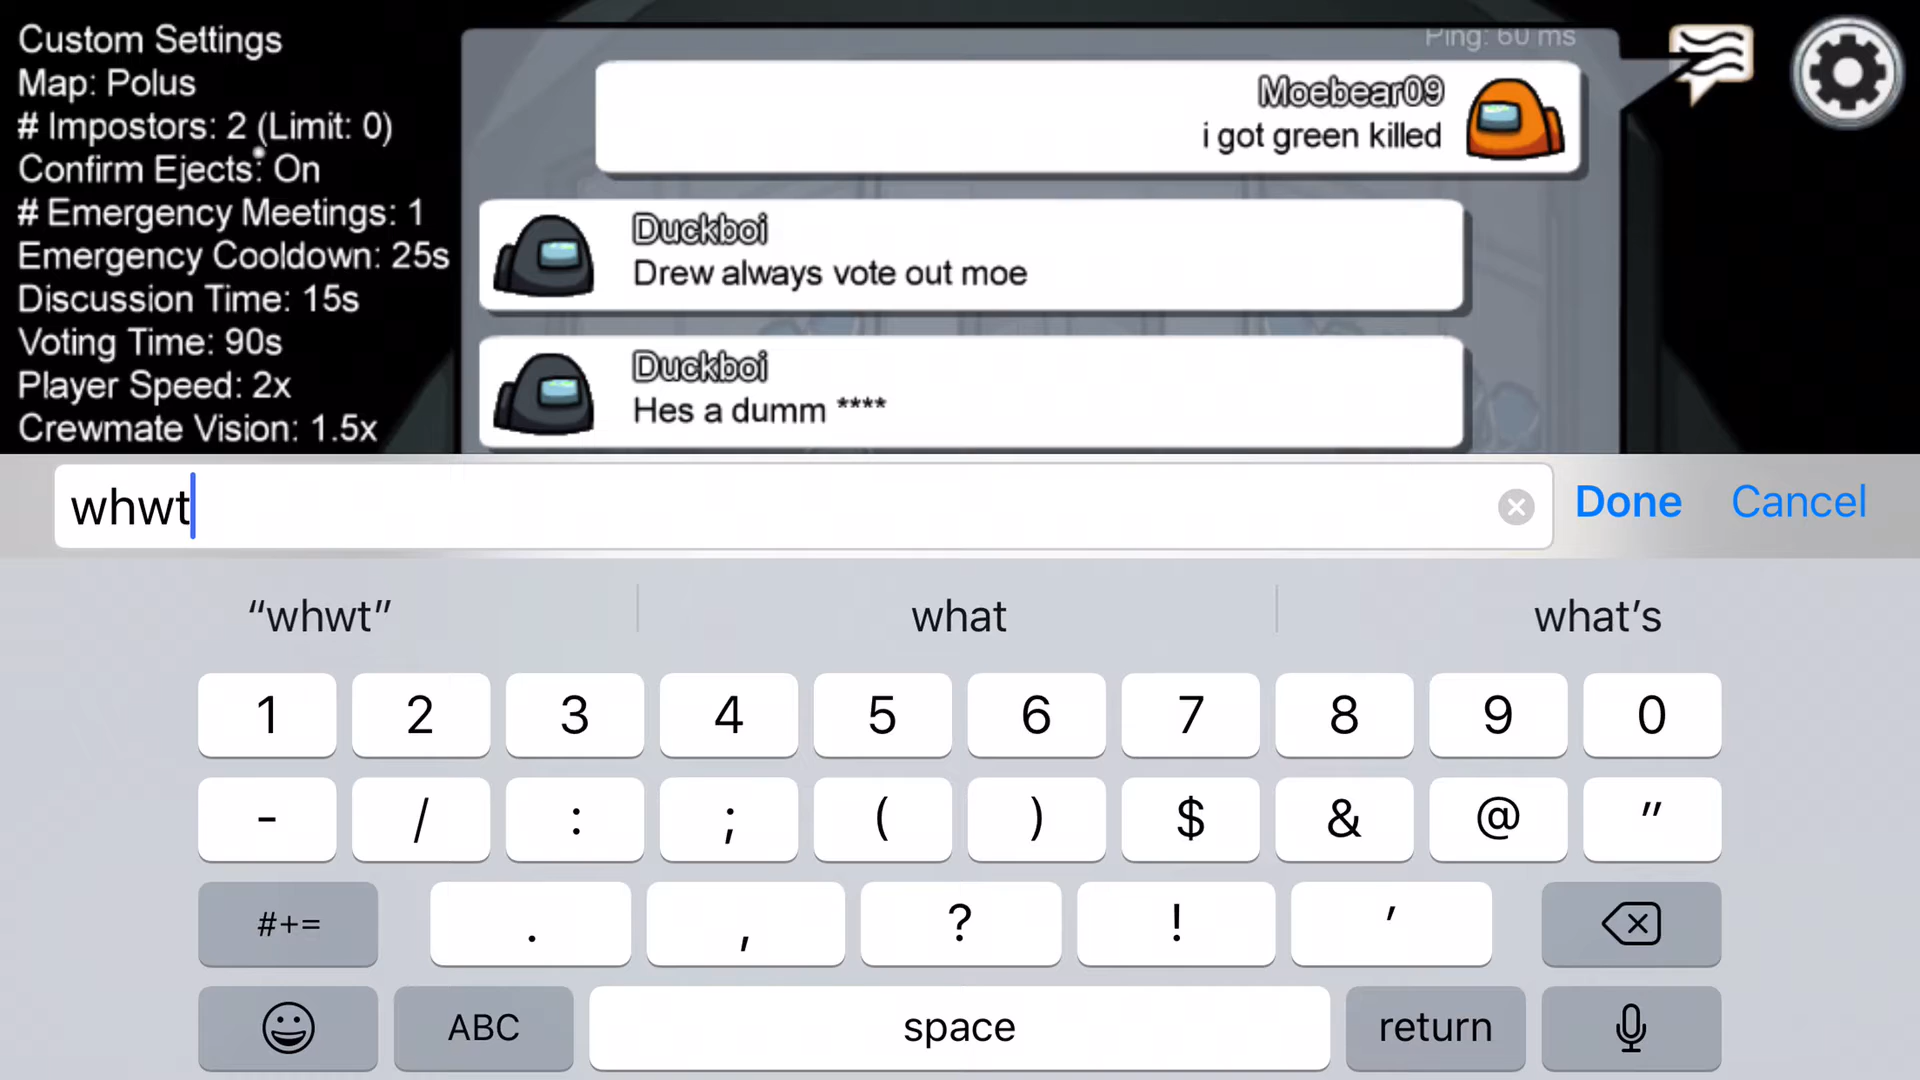 Custom Settings
Map: Polus
# Impostors: 2 (Limit: 0)
Confirm Ejects: On
# Emergency Meetings: 1
Emergency Cooldown: 25s
Discussion Time: 15s
Voting Time: 90s
Player Speed: 2x
Crewmate Vision: 1.5x
Ping: 60 ms
Moebear09
i got green killed
Duckboi
Drew always vote out moe
Duckboi
Hes a dumm ****
whwt
Done
Cancel
“whwt”
what
what’s
1 2 3 4 5 6 7 8 9 0
- / : ; ( ) $ & @ "
#+= . , ? ! '
ABC space return